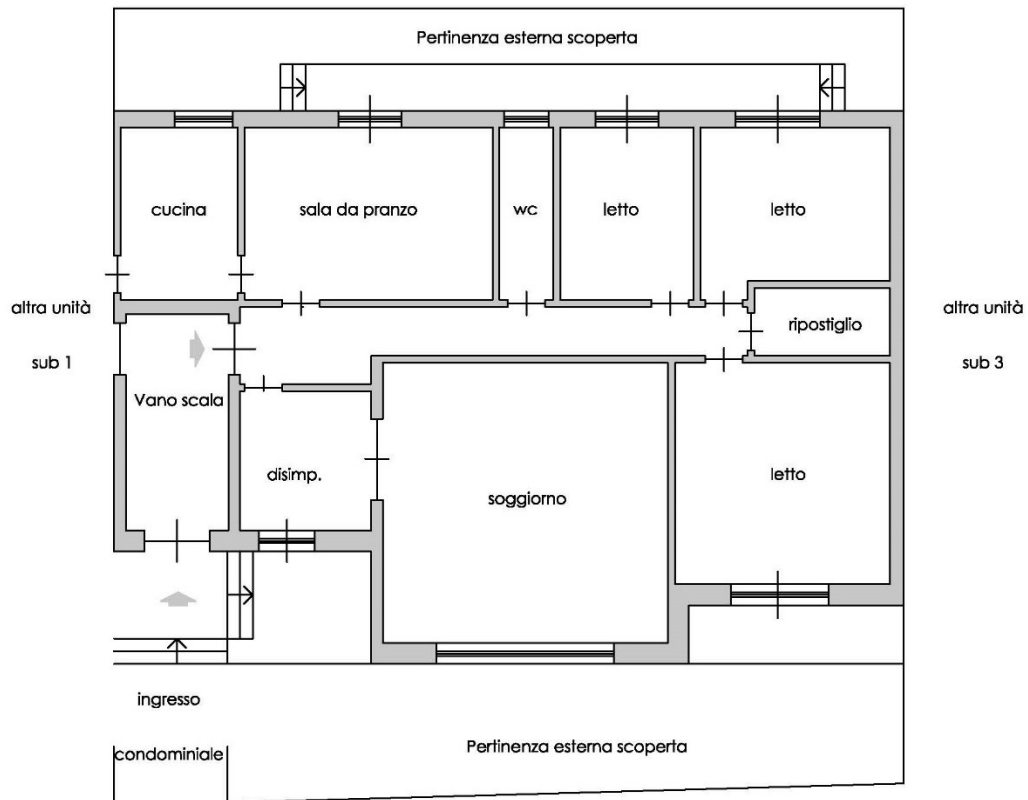 Pertinenza esterna scoperta
cucina
sala da pranzo
wc
letto
letto
altra unità
sub 1
ripostiglio
altra unità
sub 3
Vano scala
disimp.
soggiorno
letto
ingresso
condominiale
Pertinenza esterna scoperta